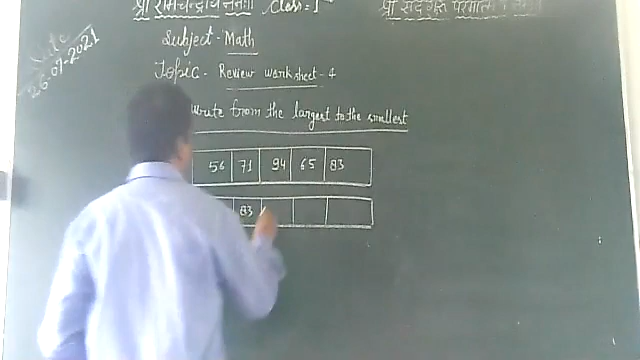 श्री रामचन्द्राय नमः Class - I
Date
26-07-2021
Subject - Math
Topic - Review worksheet - 4
write from the largest to the smallest
56 71 94 65 83
83